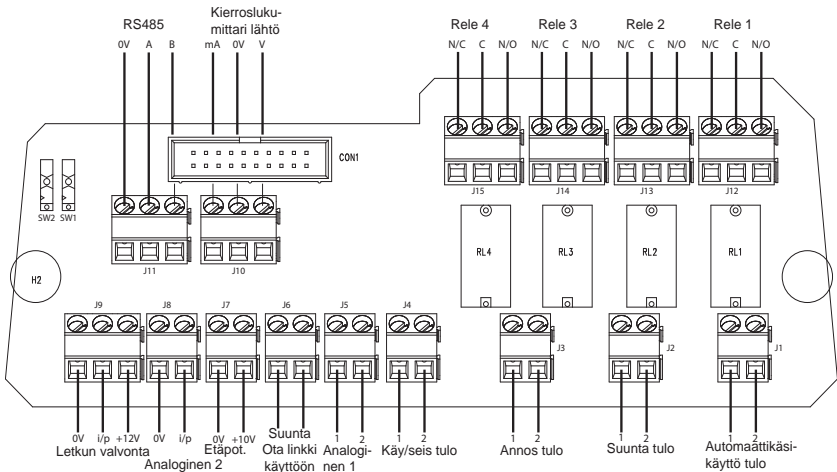 RS485
Kierrosluku-
mittari lähtö
Rele 4
Rele 3
Rele 2
Rele 1
0V A B
mA 0V V
N/C C N/O
N/C C N/O
N/C C N/O
N/C C N/O
CON1
SW2 SW1
J11
J10
J15
J14
J13
J12
H2
RL4
RL3
RL2
RL1
J9
J8
J7
J6
J5
J4
J3
J2
J1
0V i/p +12V
Letkun valvonta
0V i/p
Analoginen 2
0V +10V
Etäpot.
Suunta
Ota linkki
käyttöön
1 2
Analogi-
nen 1
1 2
Käy/seis tulo
1 2
Annos tulo
1 2
Suunta tulo
1 2
Automaattikäsi-
käyttö tulo